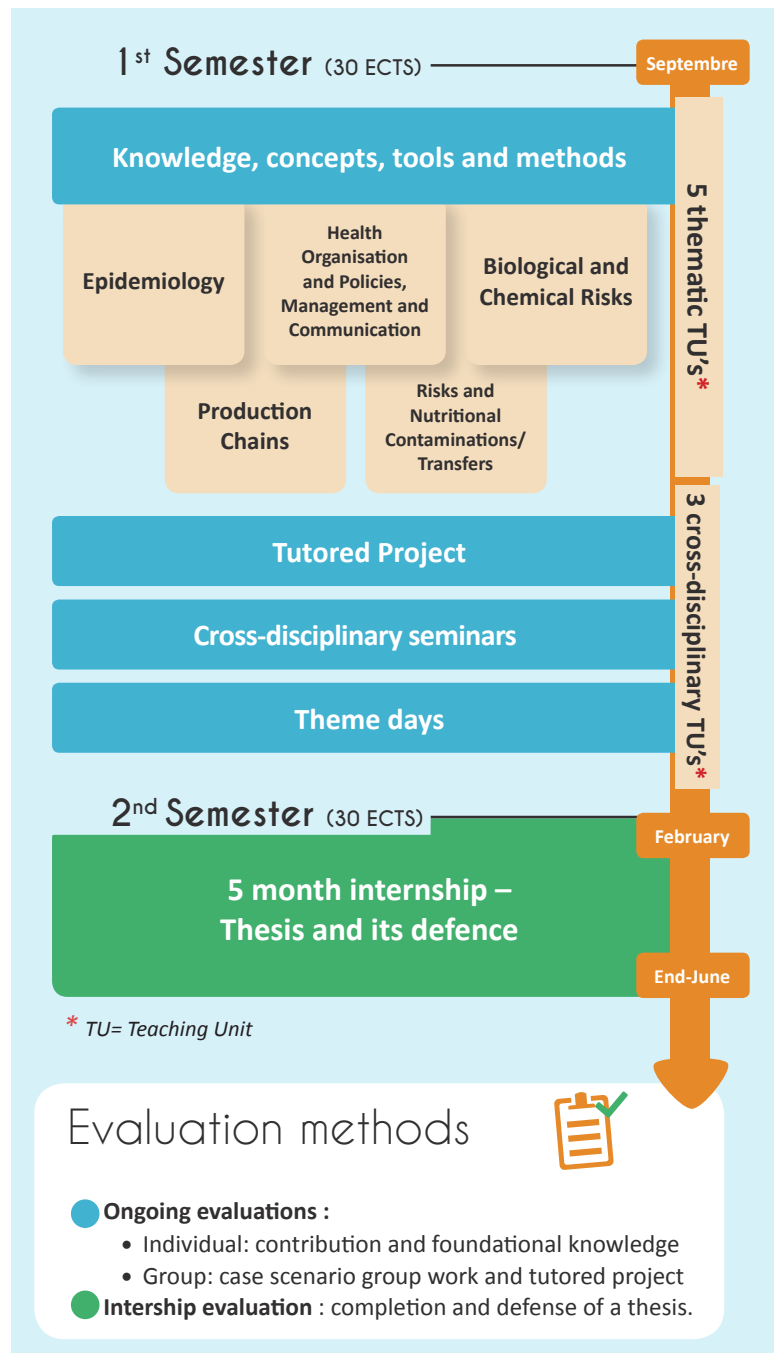 1st Semester (30 ECTS)
Septembre
Knowledge, concepts, tools and methods
5 thematic TU's*
Epidemiology
Health
Organisation
and Policies,
Management and
Communication
Biological and
Chemical Risks
Production
Chains
Risks and
Nutritional
Contaminations/
Transfers
3 cross-disciplinary TU's*
Tutored Project
Cross-disciplinary seminars
Theme days
2nd Semester (30 ECTS)
February
5 month internship –
Thesis and its defence
End-June
* TU= Teaching Unit
Evaluation methods
Ongoing evaluations :
• Individual: contribution and foundational knowledge
• Group: case scenario group work and tutored project
Intership evaluation : completion and defense of a thesis.